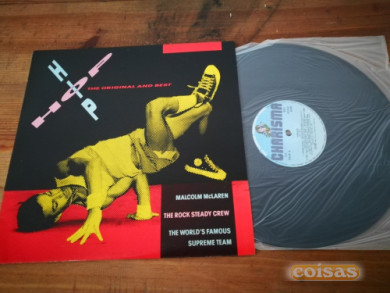 HIP
HOP
THE ORIGINAL AND BEST
MALCOLM McLAREN
THE ROCK STEADY CREW
THE WORLD'S FAMOUS
SUPREME TEAM
CHARISMA
coisas